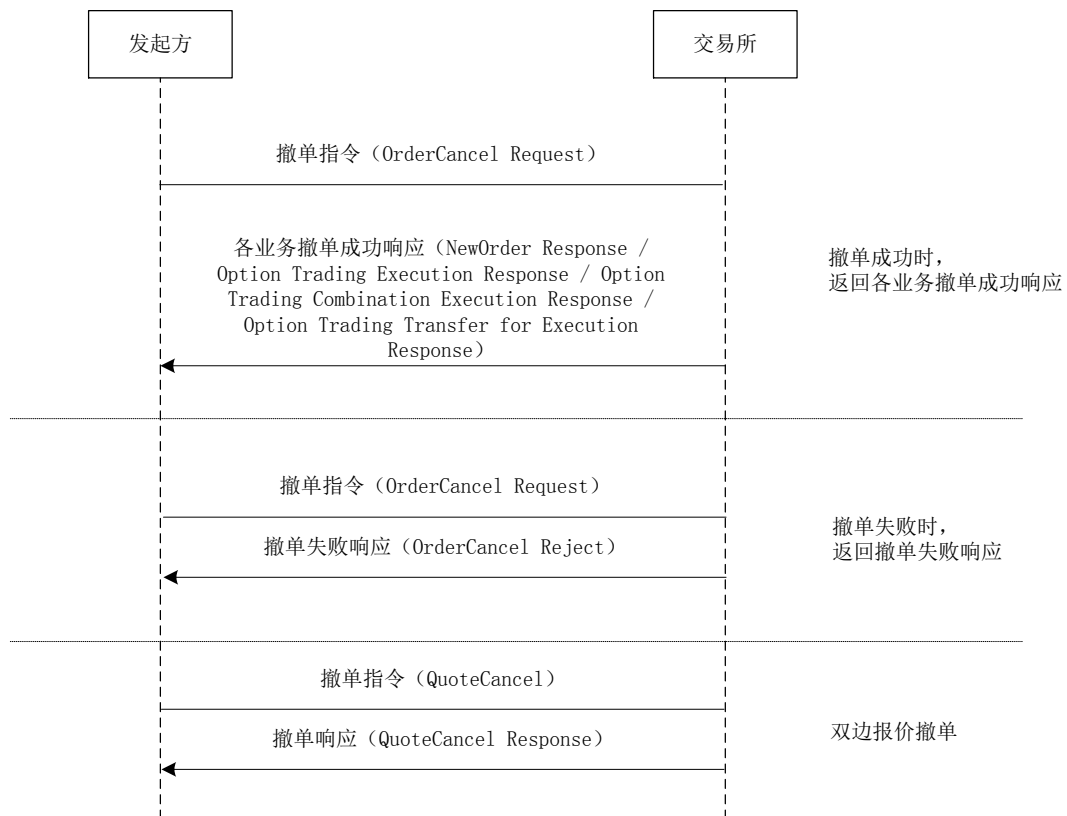 发起方
交易所
撤单指令（OrderCancel Request）
各业务撤单成功响应（NewOrder Response /
Option Trading Execution Response / Option
Trading Combination Execution Response /
Option Trading Transfer for Execution
Response）
撤单成功时，
返回各业务撤单成功响应
撤单指令（OrderCancel Request）
撤单失败响应（OrderCancel Reject）
撤单失败时，
返回撤单失败响应
撤单指令（QuoteCancel）
撤单响应（QuoteCancel Response）
双边报价撤单